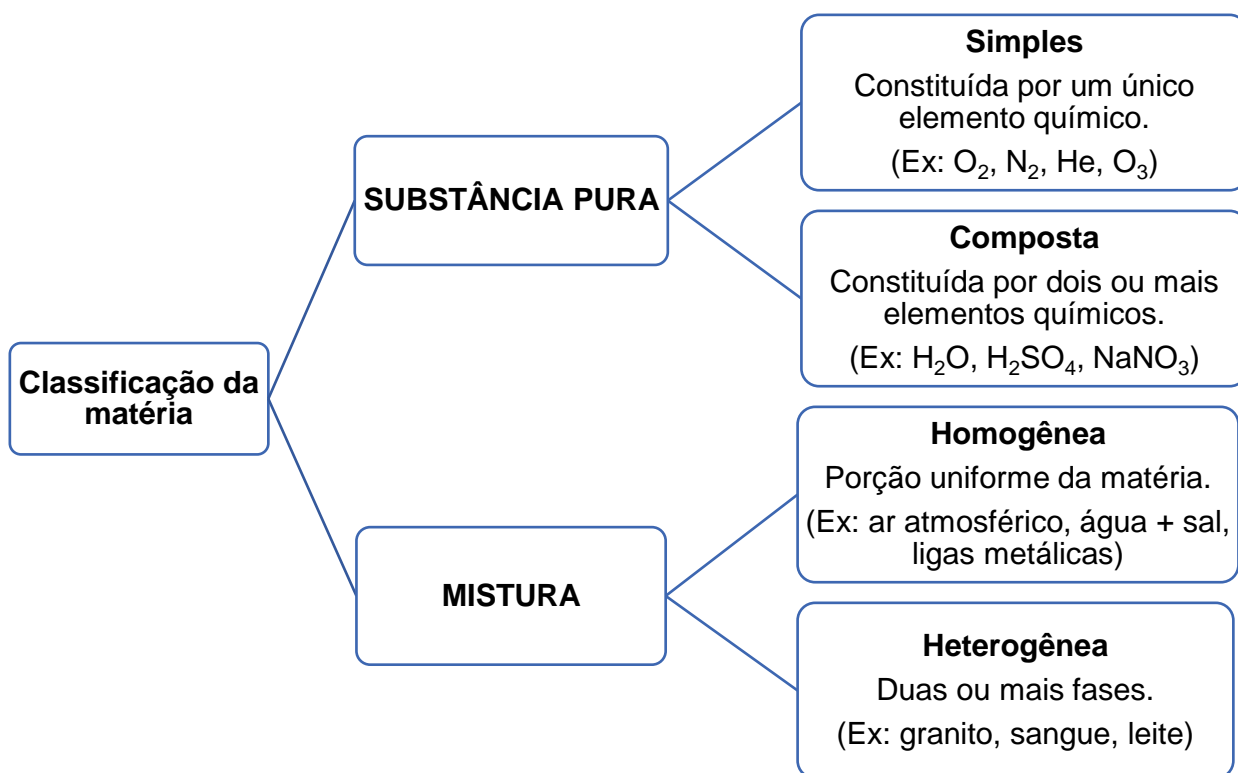 Classificação da
matéria
SUBSTÂNCIA PURA
Simples
Constituída por um único
elemento químico.
(Ex: O₂, N₂, He, O₃)
Composta
Constituída por dois ou mais
elementos químicos.
(Ex: H₂O, H₂SO₄, NaNO₃)
MISTURA
Homogênea
Porção uniforme da matéria.
(Ex: ar atmosférico, água + sal,
ligas metálicas)
Heterogênea
Duas ou mais fases.
(Ex: granito, sangue, leite)